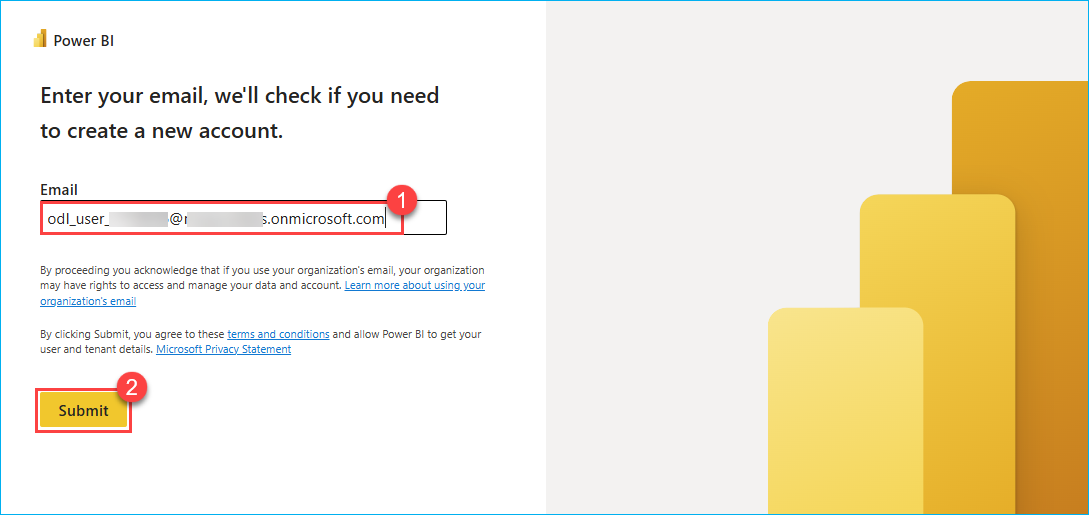 Power BI
Enter your email, we'll check if you need
to create a new account.
Email
1
odl_user_ @ s.onmicrosoft.com
By proceeding you acknowledge that if you use your organization's email, your organization
may have rights to access and manage your data and account. Learn more about using your
organization's email
By clicking Submit, you agree to these terms and conditions and allow Power BI to get your
user and tenant details. Microsoft Privacy Statement
2
Submit